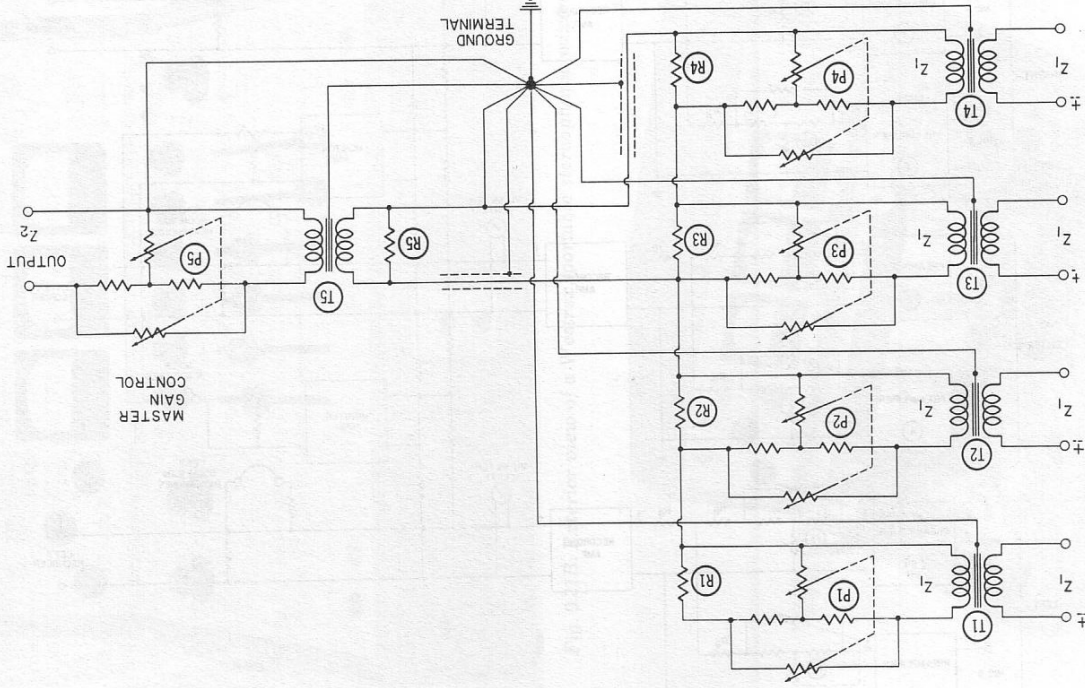 ±
T1
P1
Z₁
Z₁
R1
±
T2
P2
Z₁
Z₁
R2
MASTER
GAIN
CONTROL
±
T3
P3
Z₁
Z₁
R3
T5
P5
OUTPUT
Z₂
R5
±
T4
P4
Z₁
Z₁
R4
GROUND
TERMINAL